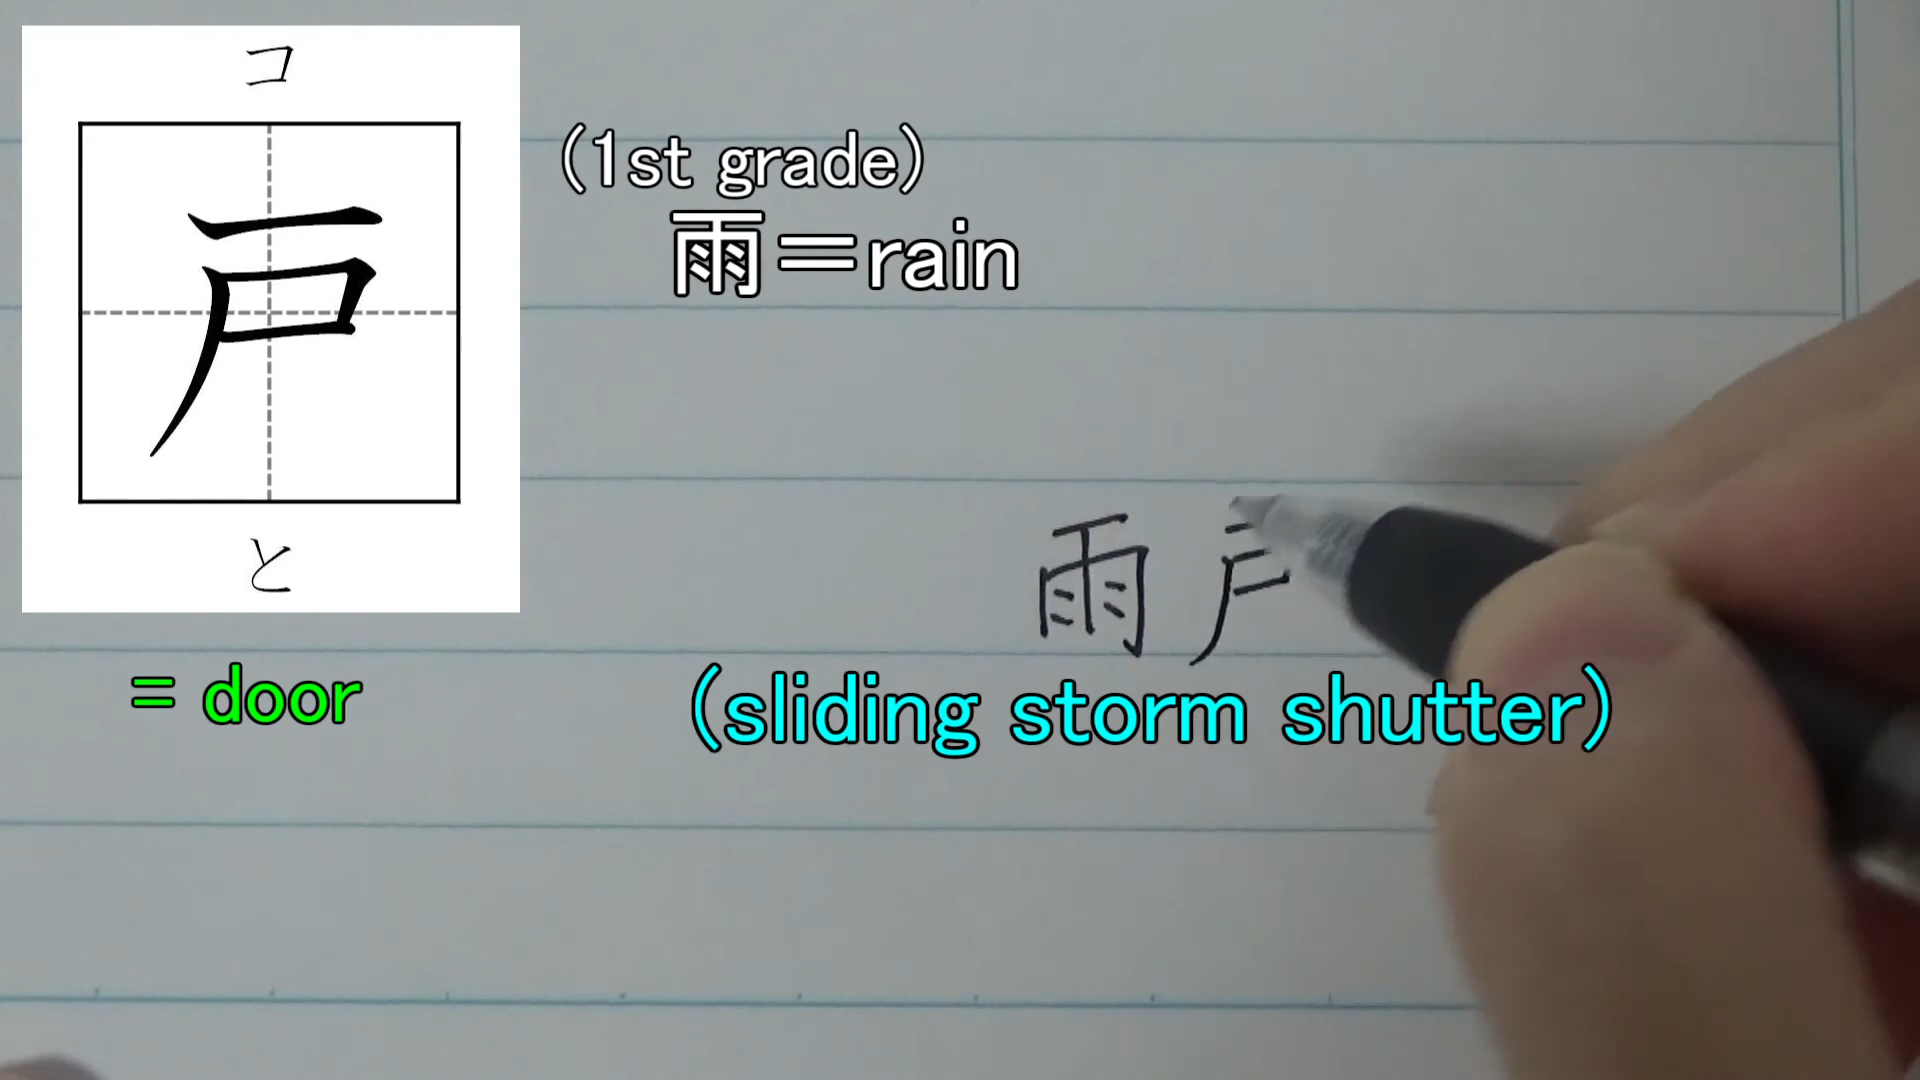 コ
戸
と
= door
(1st grade)
雨=rain
雨戸
(sliding storm shutter)